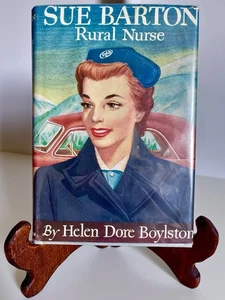 SUE BARTON
Rural Nurse
By Helen Dore Boylston